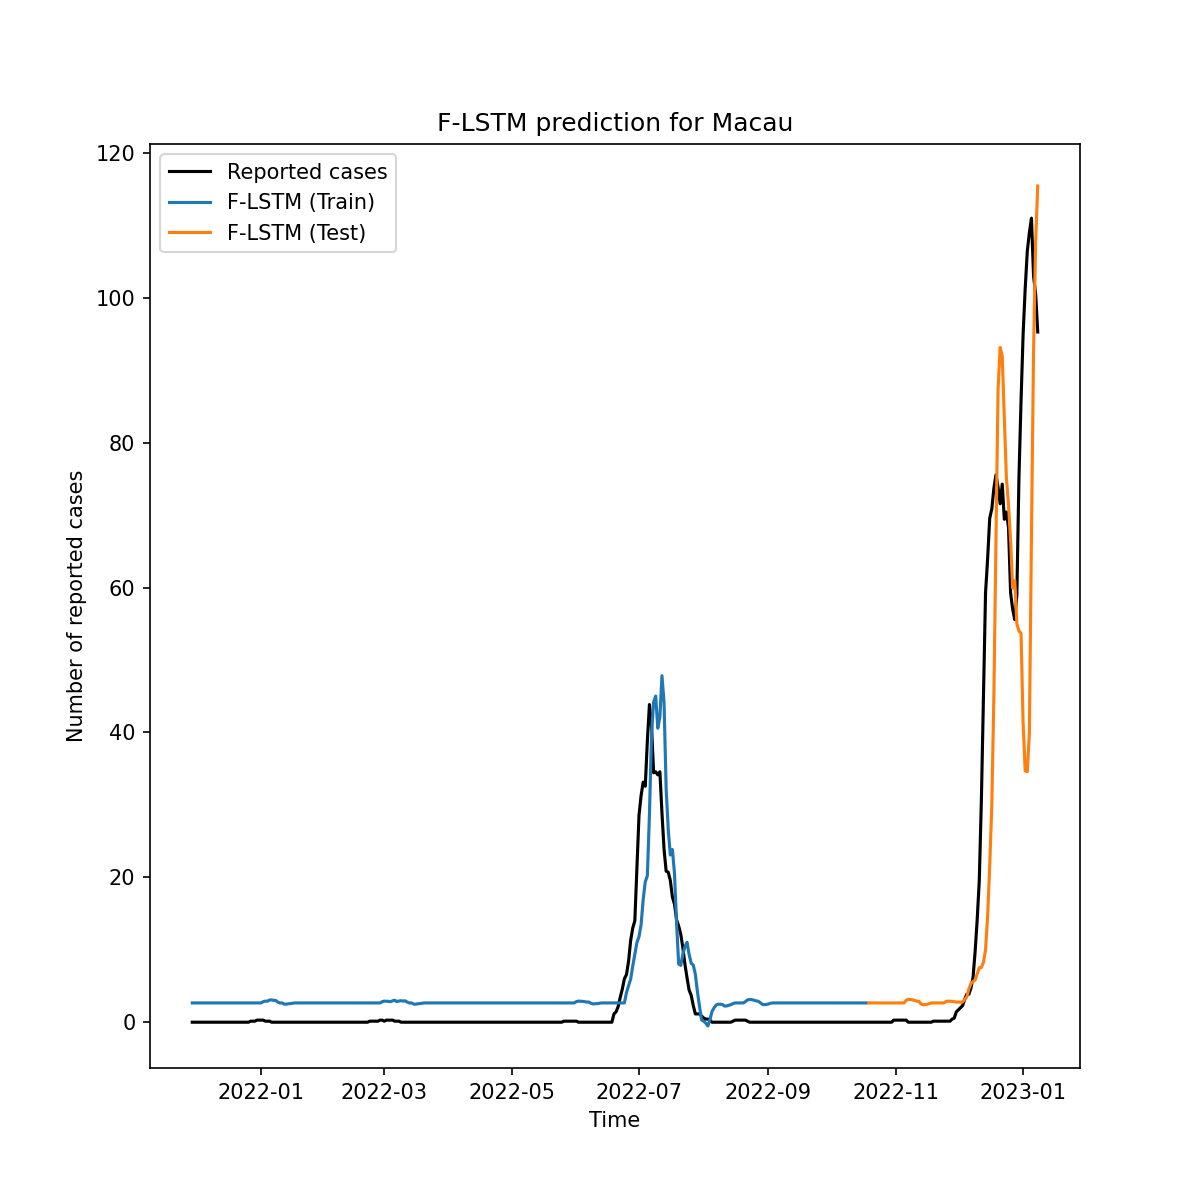 F-LSTM prediction for Macau
Reported cases
F-LSTM (Train)
F-LSTM (Test)
Number of reported cases
120
100
80
60
40
20
0
2022-01 2022-03 2022-05 2022-07 2022-09 2022-11 2023-01
Time